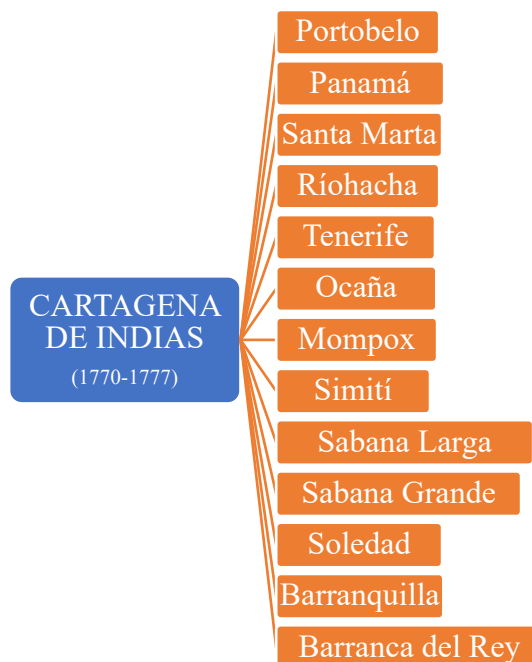 CARTAGENA
DE INDIAS
(1770-1777)
Portobelo
Panamá
Santa Marta
Ríohacha
Tenerife
Ocaña
Mompox
Simití
Sabana Larga
Sabana Grande
Soledad
Barranquilla
Barranca del Rey